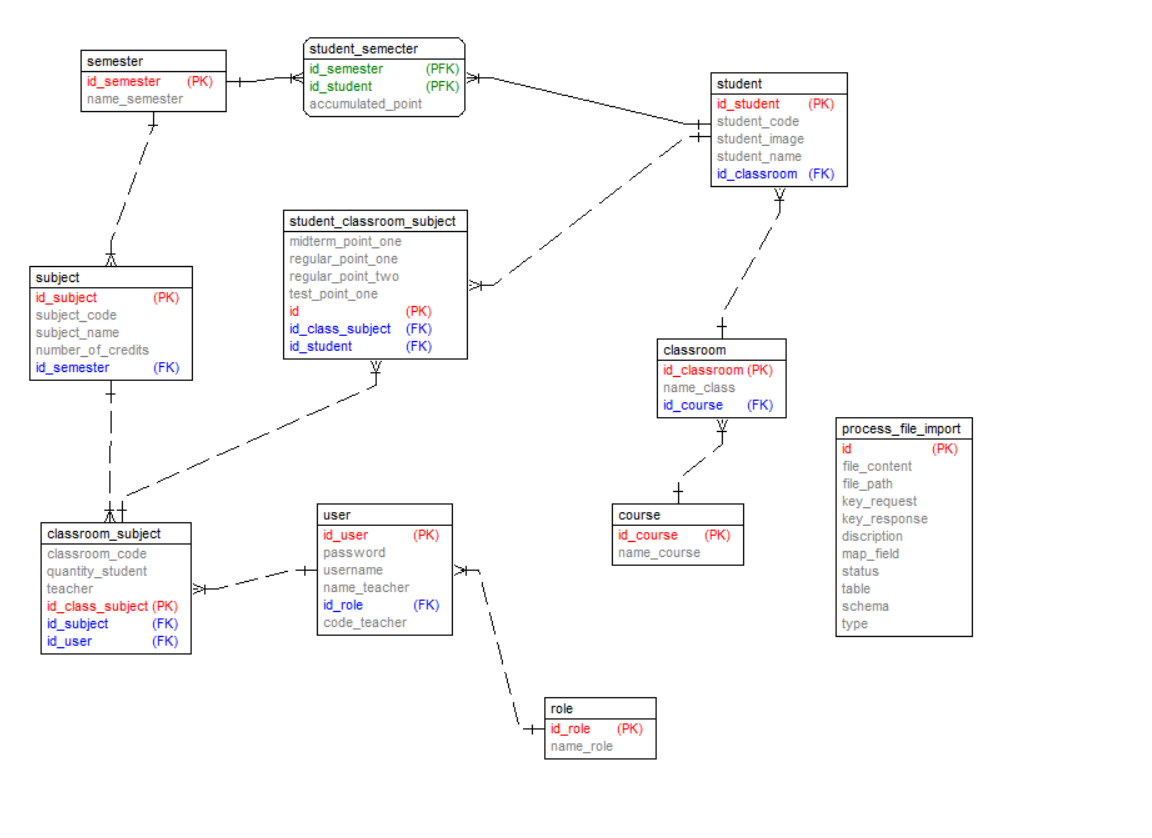 semester
id_semester (PK)
name_semester
student_semecter
id_semester (PFK)
id_student (PFK)
accumulated_point
student
id_student (PK)
student_code
student_image
student_name
id_classroom (FK)
student_classroom_subject
midterm_point_one
regular_point_one
regular_point_two
test_point_one
id (PK)
id_class_subject (FK)
id_student (FK)
subject
id_subject (PK)
subject_code
subject_name
number_of_credits
id_semester (FK)
classroom
id_classroom (PK)
name_class
id_course (FK)
process_file_import
id (PK)
file_content
file_path
key_request
key_response
discription
map_field
status
table
schema
type
course
id_course (PK)
name_course
user
id_user (PK)
password
username
name_teacher
id_role (FK)
code_teacher
classroom_subject
classroom_code
quantity_student
teacher
id_class_subject (PK)
id_subject (FK)
id_user (FK)
role
id_role (PK)
name_role